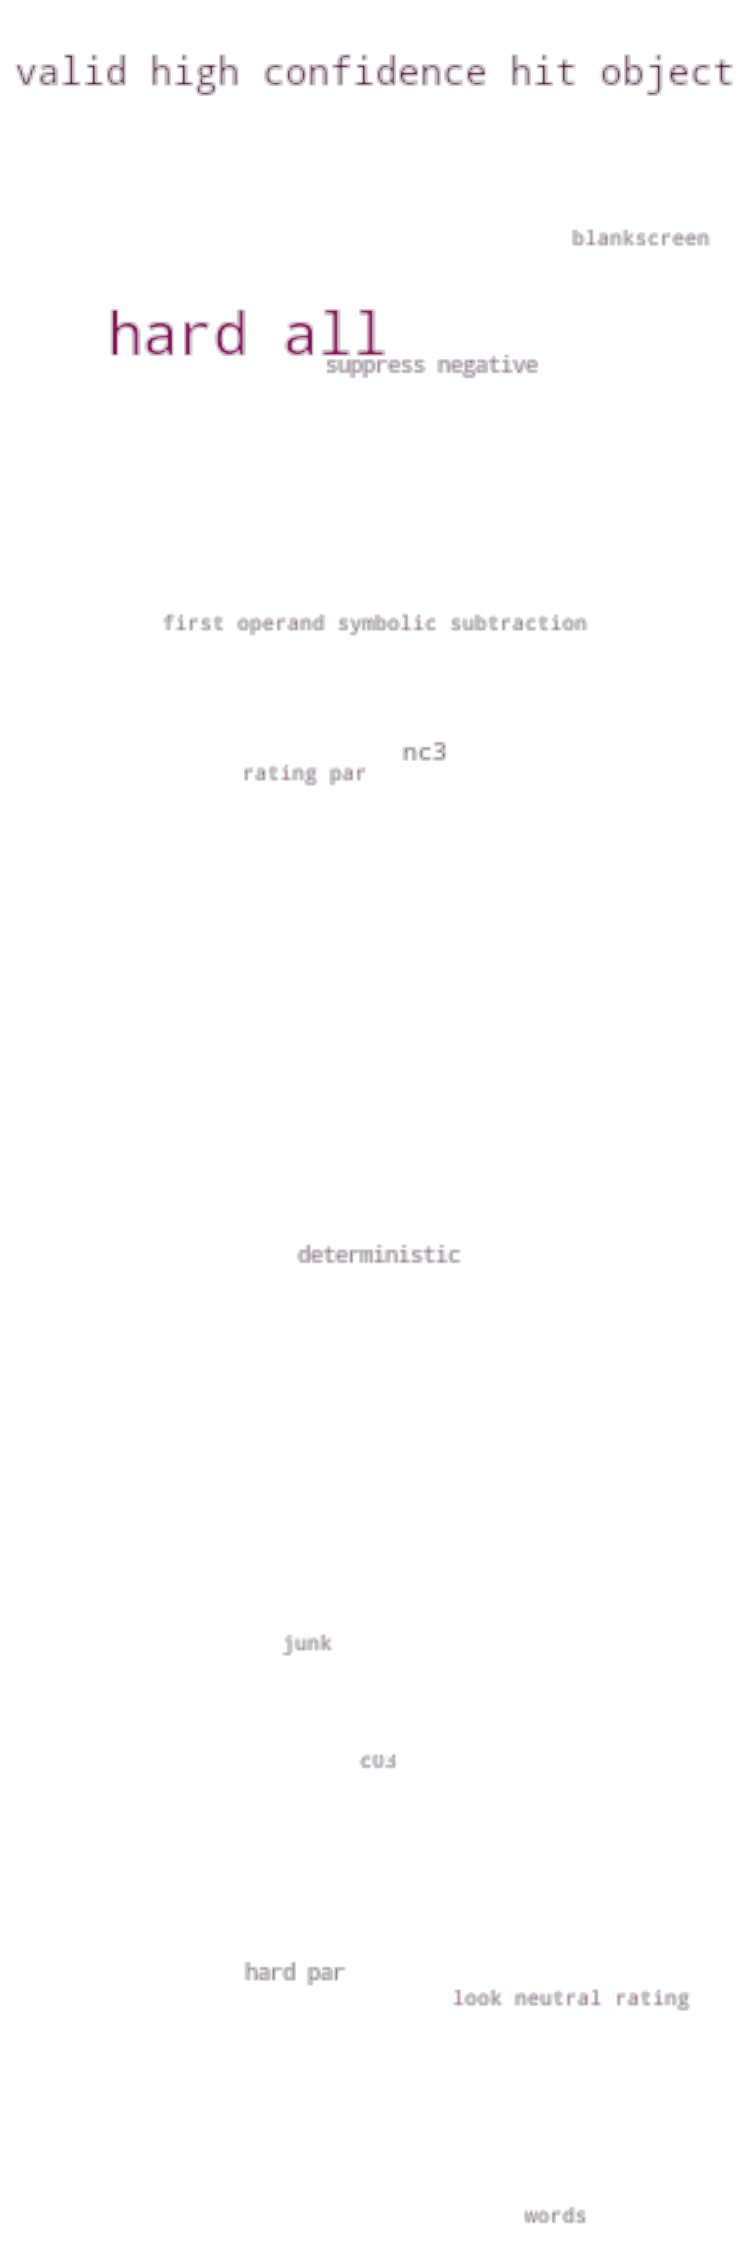 valid high confidence hit object
blankscreen
hard all
suppress negative
first operand symbolic subtraction
nc3
rating par
deterministic
junk
hard par
look neutral rating
words